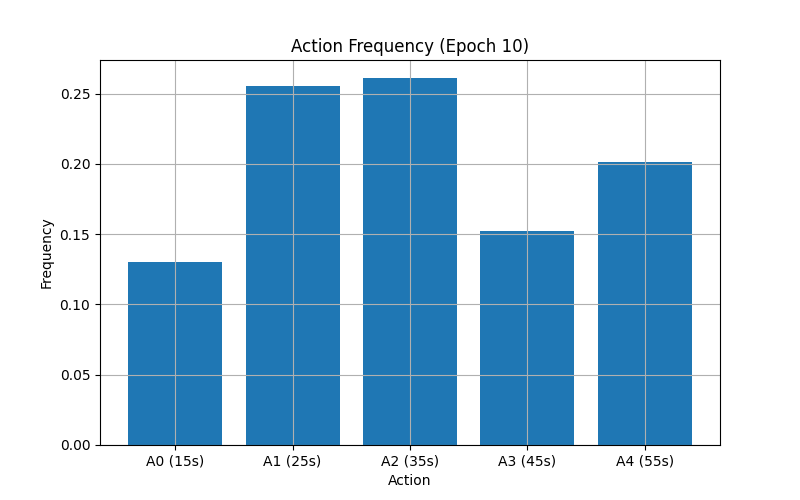 Action Frequency (Epoch 10)
Frequency
0.25
0.20
0.15
0.10
0.05
0.00
A0 (15s) A1 (25s) A2 (35s) A3 (45s) A4 (55s)
Action